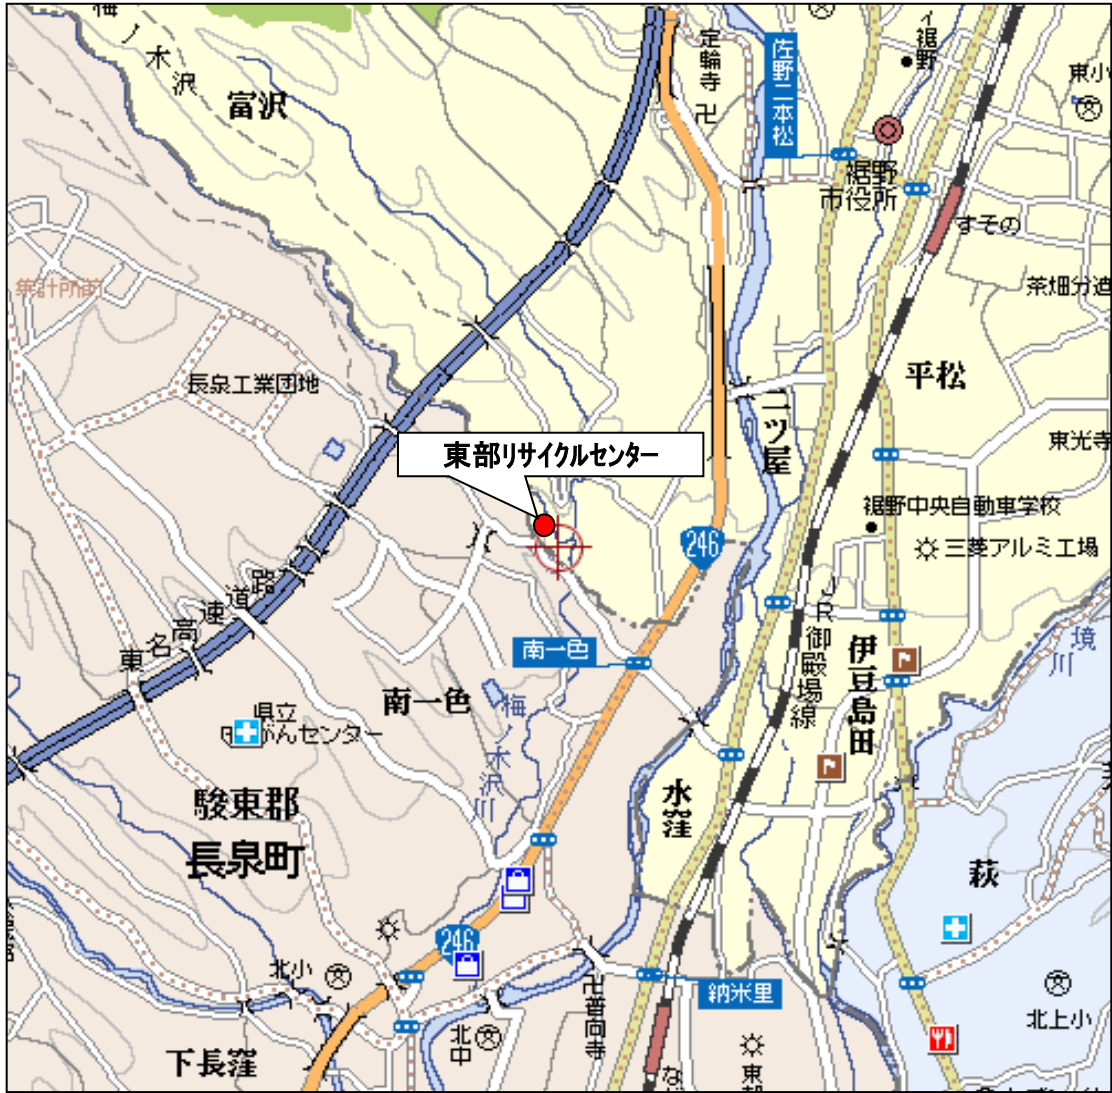 梅ノ木沢
富沢
定輪寺
佐野二本松
裾野
東小
裾野
市役所
すその
集計所前
茶畑分遣
長泉工業団地
平松
二ツ屋
東光寺
東部リサイクルセンター
裾野中央自動車学校
246
三菱アルミ工場
東名高速道路
JR御殿場線
境川
南一色
伊豆島田
南一色
梅ノ木沢川
県立
がんセンター
水窪
駿東郡
長泉町
萩
246
北小
納米里
普向寺
北中
北上小
下長窪
東部
なが